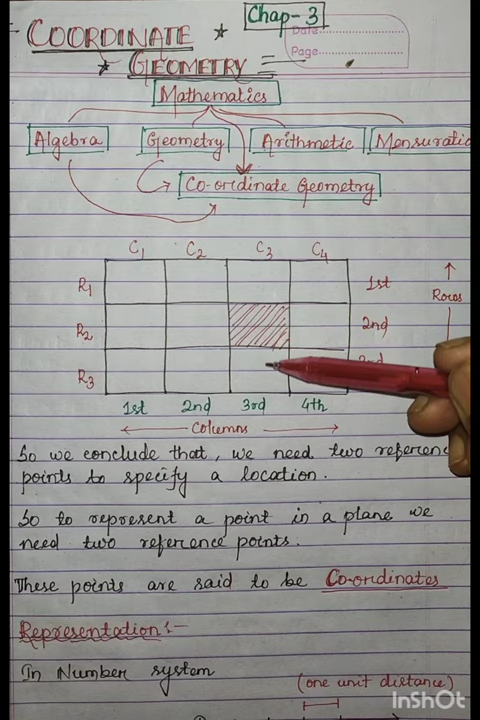 Chap- 3
Date
Page
COORDINATE
GEOMETRY
Mathematics
Algebra Geometry Arithmetic Mensuratio
Co-ordinate Geometry
C1 C2 C3 C4
R1 1st
Rows
R2 2nd
R3
1st 2nd 3rd 4th
Columns
So we conclude that, we need two referenc
points to specify a location.
So to represent a point in a plane we
need two reference points.
These points are said to be Co-ordinates
Representation:-
In Number system
(one unit distance)
InShOt